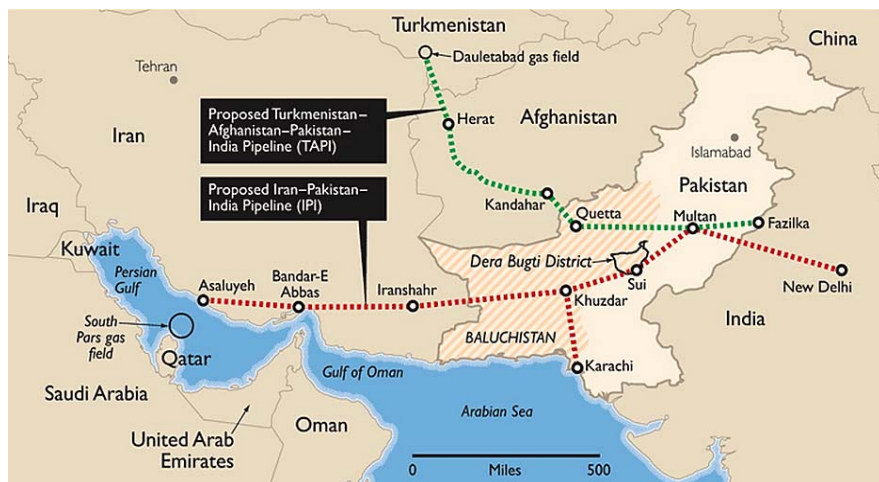 Turkmenistan
China
Dauletabad gas field
Tehran
Proposed Turkmenistan–
Afghanistan–Pakistan–
India Pipeline (TAPI)
Herat
Afghanistan
Iran
Islamabad
Proposed Iran–Pakistan–
India Pipeline (IPI)
Kandahar
Pakistan
Iraq
Quetta
Multan
Fazilka
Kuwait
Persian
Gulf
Asaluyeh
Bandar-E
Abbas
Iranshahr
Dera Bugti District
Sui
New Delhi
Khuzdar
South
Pars gas
field
BALUCHISTAN
India
Qatar
Karachi
Gulf of Oman
Saudi Arabia
Arabian Sea
Oman
United Arab
Emirates
0
Miles
500